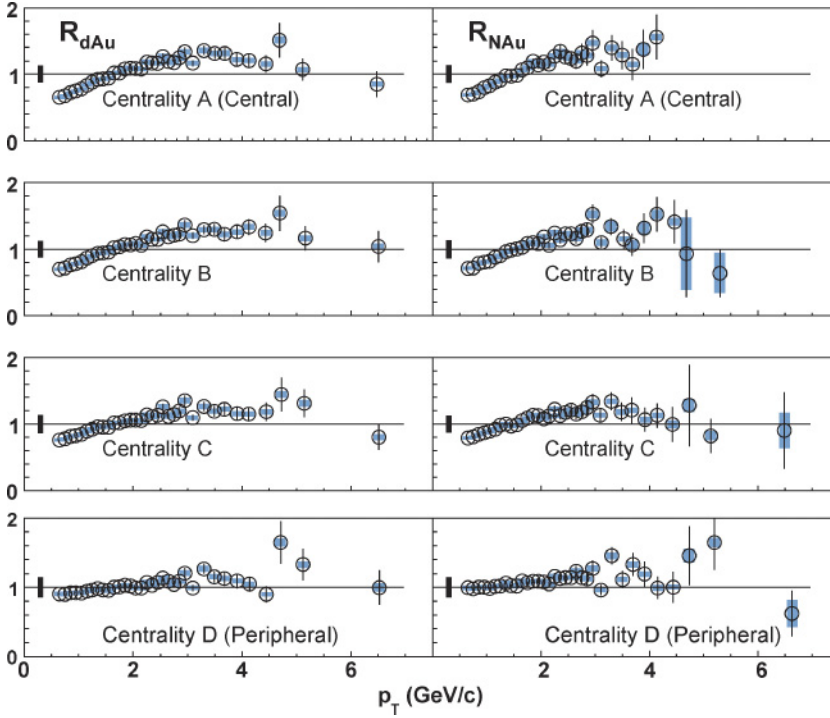 2
R_dAu
R_NAu
1
Centrality A (Central)
Centrality A (Central)
0
2
1
Centrality B
Centrality B
0
2
1
Centrality C
Centrality C
0
2
1
Centrality D (Peripheral)
Centrality D (Peripheral)
0
0 2 4 6 2 4 6
p_T (GeV/c)